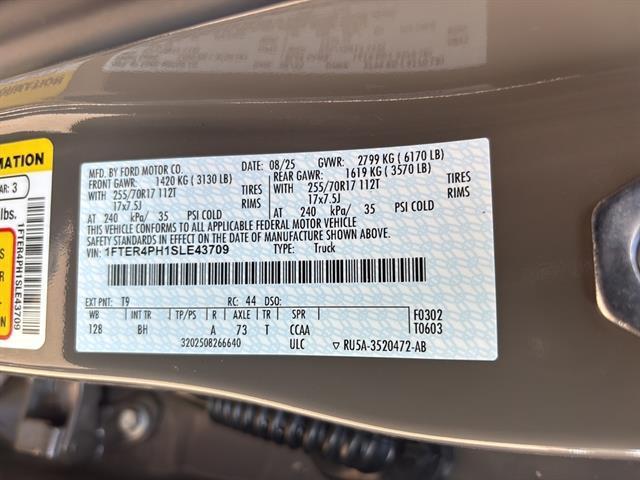 MATION
AR: 3
lbs.
1FTER4PH1SLE43709
MFD. BY FORD MOTOR CO. 08/25 GVWR: 2799 KG ( 6170 LB)
FRONT GAWR: 1420 KG ( 3130 LB) REAR GAWR: 1619 KG ( 3570 LB)
WITH 255/70R17 112T TIRES WITH 255/70R17 112T TIRES
17x7.5J RIMS 17x7.5J RIMS
AT 240 kPa/ 35 PSI COLD AT 240 kPa/ 35 PSI COLD
THIS VEHICLE CONFORMS TO ALL APPLICABLE FEDERAL MOTOR VEHICLE
SAFETY STANDARDS IN EFFECT ON THE DATE OF MANUFACTURE SHOWN ABOVE.
VIN: 1FTER4PH1SLE43709 TYPE: Truck
EXT PNT: T9 RC: 44 DSO:
WB INT TR TP/PS R AXLE TR SPR F0302
128 BH A 73 T CCAA T0603
3202508266640 ULC RU5A-3520472-AB